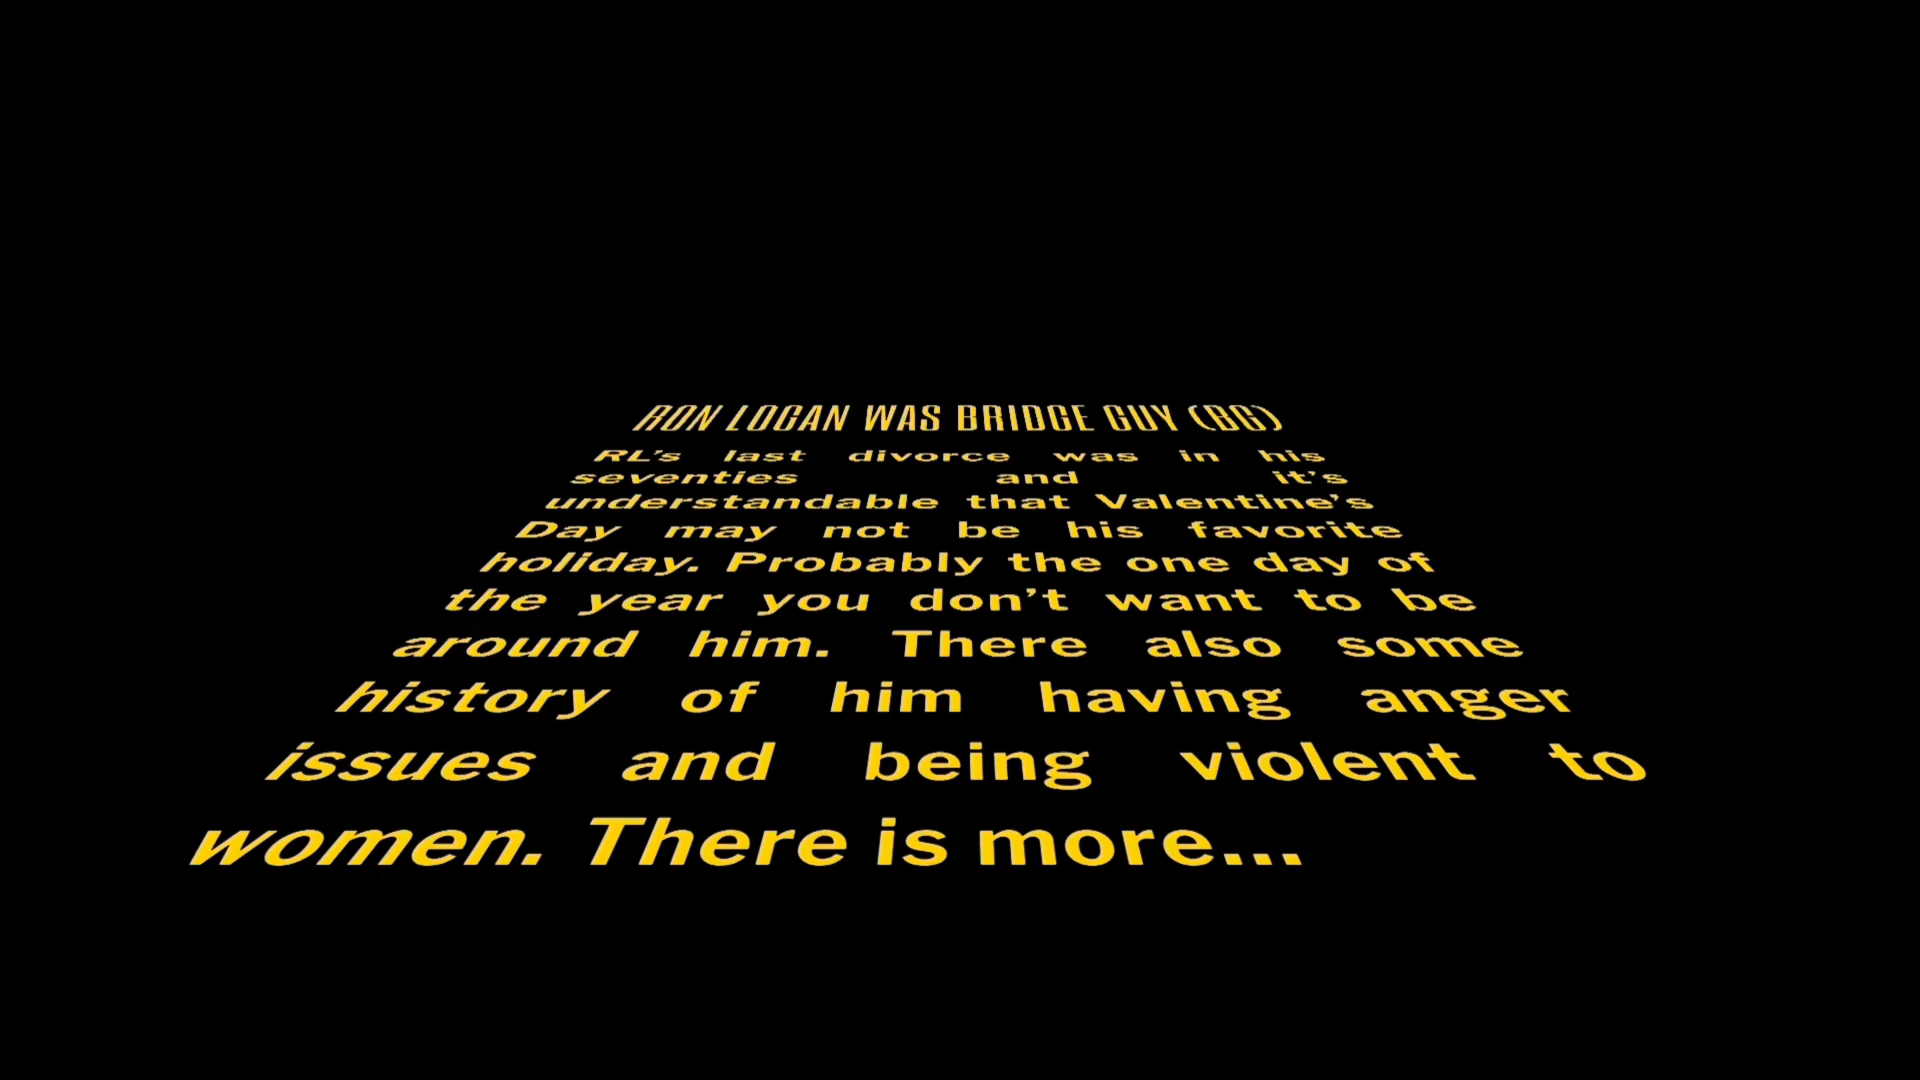 RON LOGAN WAS BRIDGE GUY (BG)
RL's last divorce was in his
seventies and it's
understandable that Valentine's
Day may not be his favorite
holiday. Probably the one day of
the year you don't want to be
around him. There also some
history of him having anger
issues and being violent to
women. There is more...